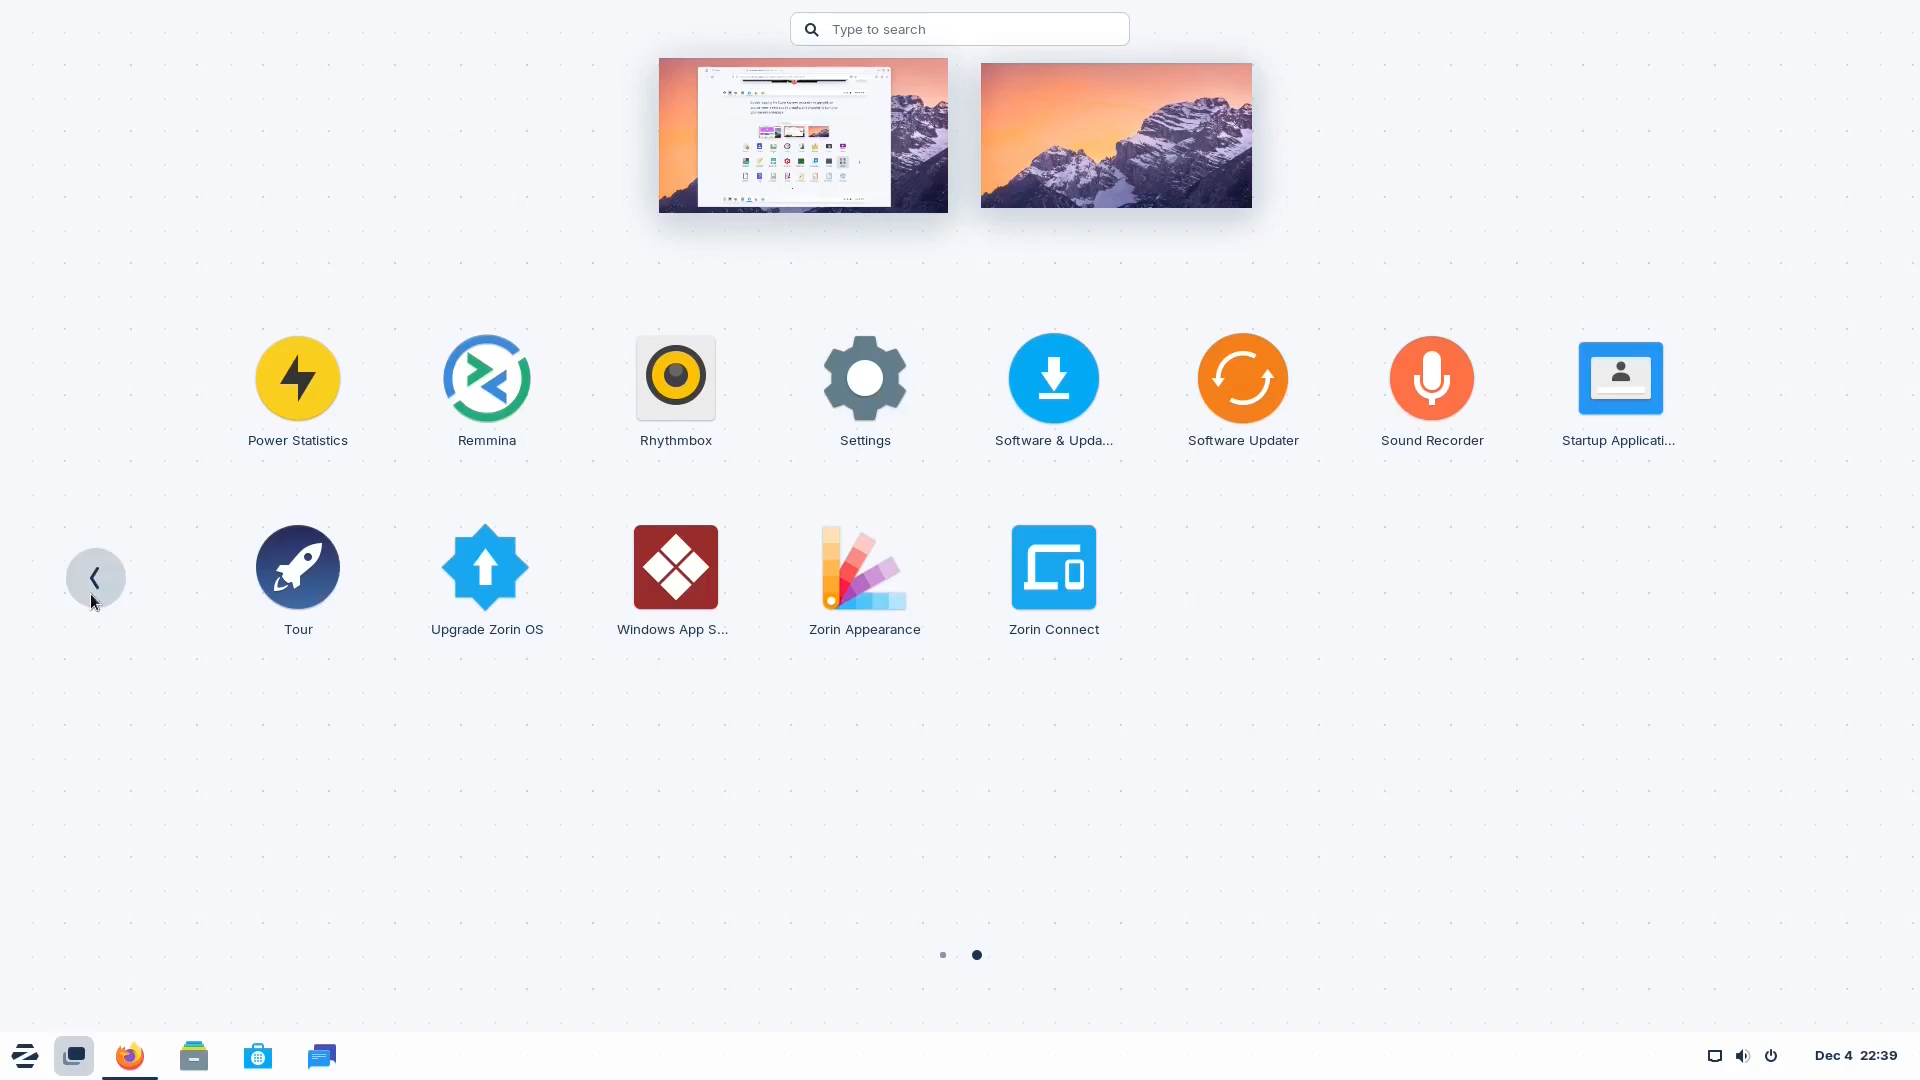 Type to search
Power Statistics
Remmina
Rhythmbox
Settings
Software & Upda...
Software Updater
Sound Recorder
Startup Applicati...
Tour
Upgrade Zorin OS
Windows App S...
Zorin Appearance
Zorin Connect
Dec 4 22:39